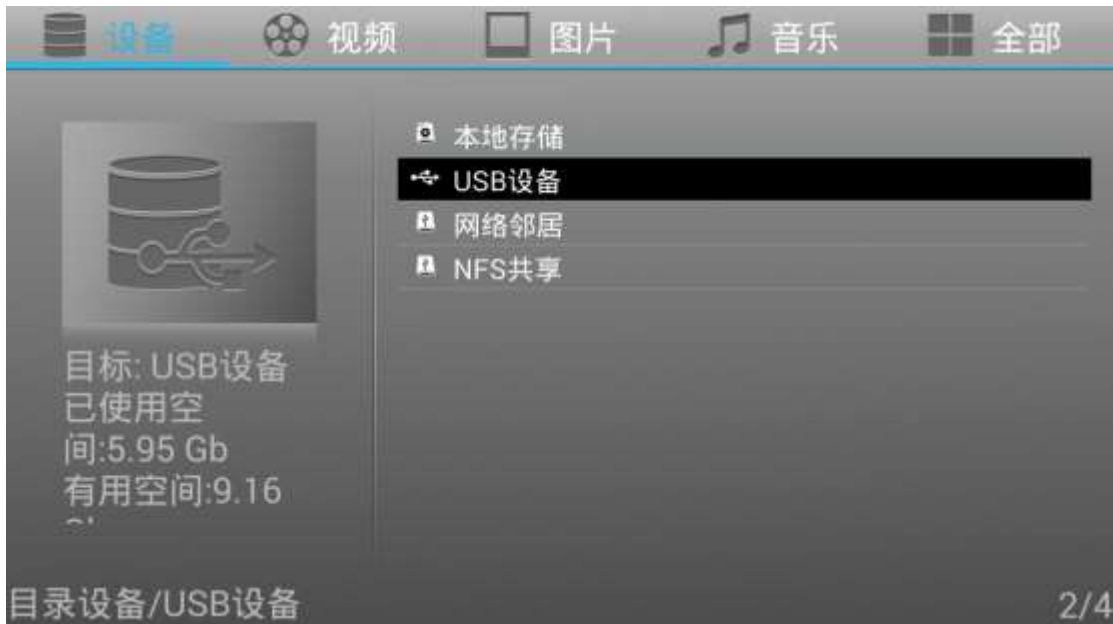 设备 视频 图片 音乐 全部
本地存储
USB设备
网络邻居
NFS共享
目标: USB设备
已使用空
间:5.95 Gb
有用空间:9.16
目录设备/USB设备
2/4